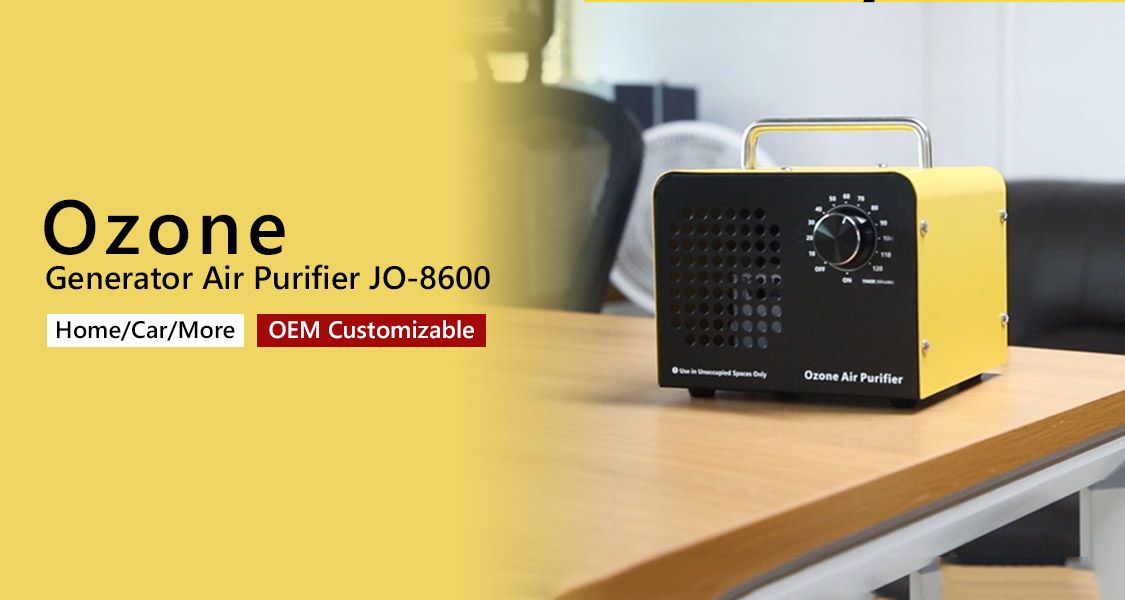 Ozone
Generator Air Purifier JO-8600
Home/Car/More
OEM Customizable
OFF 10 20 30 40 50 60 70 80 90 110 120
ON TIMER (Minutes)
Use in Unoccupied Spaces Only
Ozone Air Purifier